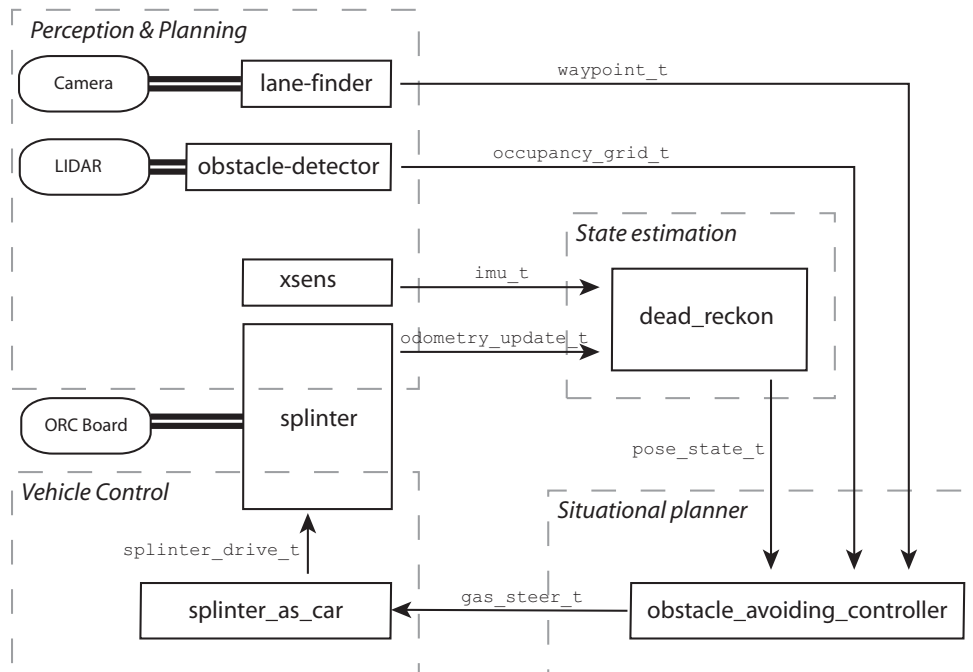 Perception & Planning
Camera
lane-finder
waypoint_t
LIDAR
obstacle-detector
occupancy_grid_t
State estimation
xsens
imu_t
dead_reckon
odometry_update_t
ORC Board
splinter
pose_state_t
Vehicle Control
Situational planner
splinter_drive_t
splinter_as_car
gas_steer_t
obstacle_avoiding_controller